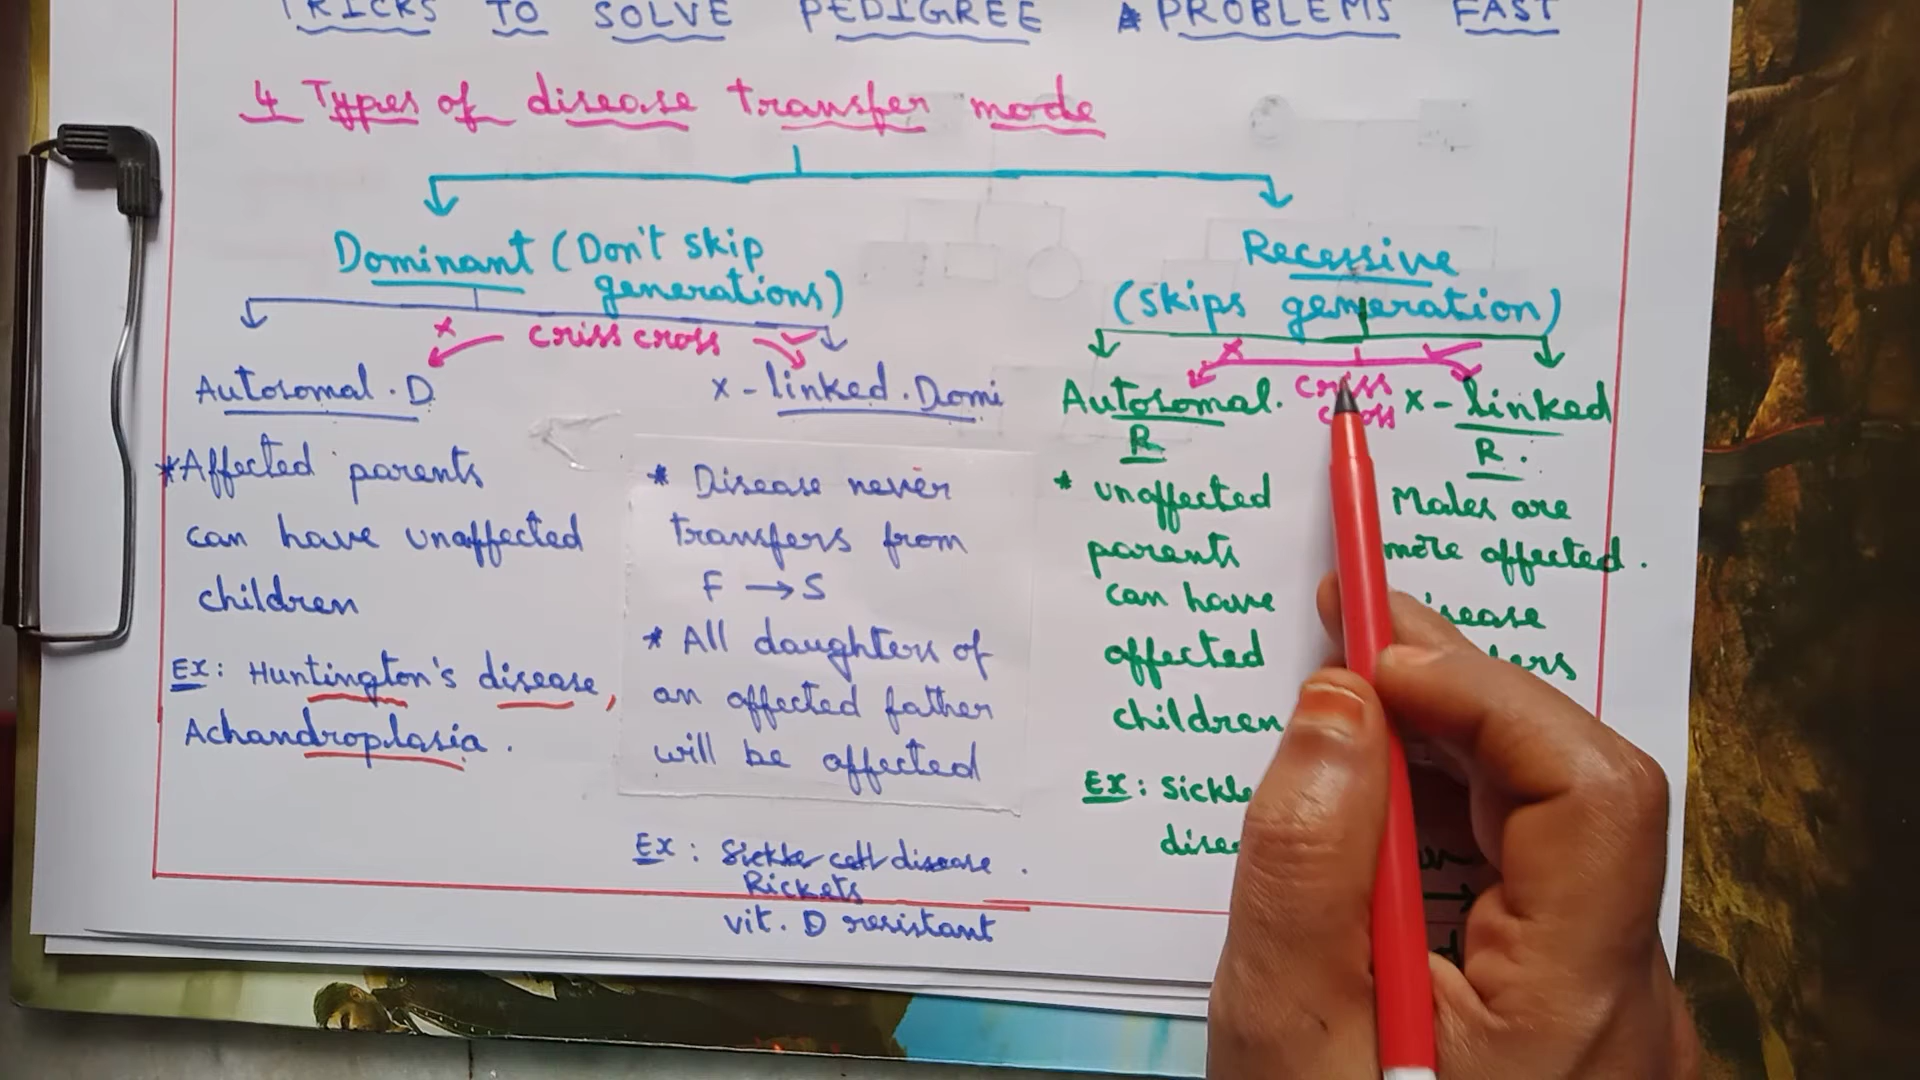 TRICKS TO SOLVE PEDIGREE PROBLEMS FAST
4 Types of disease transfer mode
Dominant (Don't skip
generations)
x criss cross
Autosomal . D
x - linked . Domi
* Affected parents
can have unaffected
children
Ex : Huntington's disease,
Achandroplasia .
* Disease never
transfers from
F → S
* All daughters of
an affected father
will be affected
Ex : Sickle cell disease .
Rickets
vit. D resistant
Recessive
(skips generation)
x criss
cross
Autosomal .
R
* unaffected
parents
can have
affected
children
Ex : Sickle
x - linked
R .
Males are
more affected .